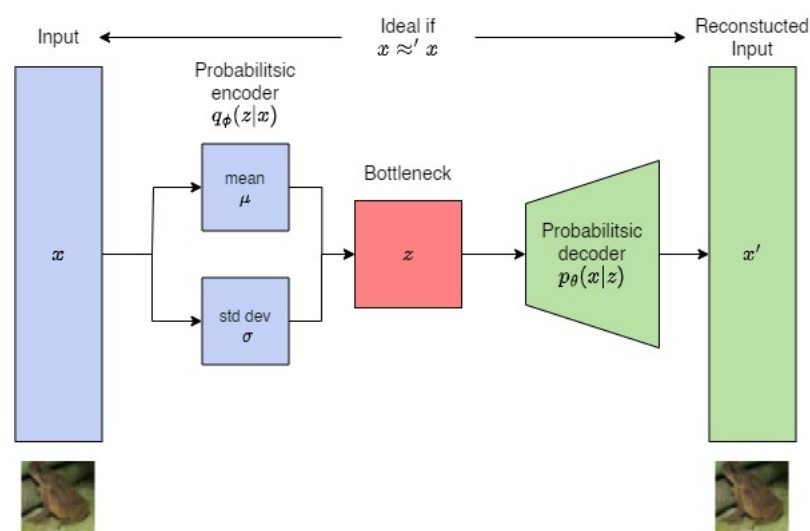 Input
Ideal if
x ≈′ x
Reconstucted
Input
Probabilitsic
encoder
qϕ(z|x)
mean
μ
Bottleneck
x
z
Probabilitsic
decoder
pθ(x|z)
x′
std dev
σ